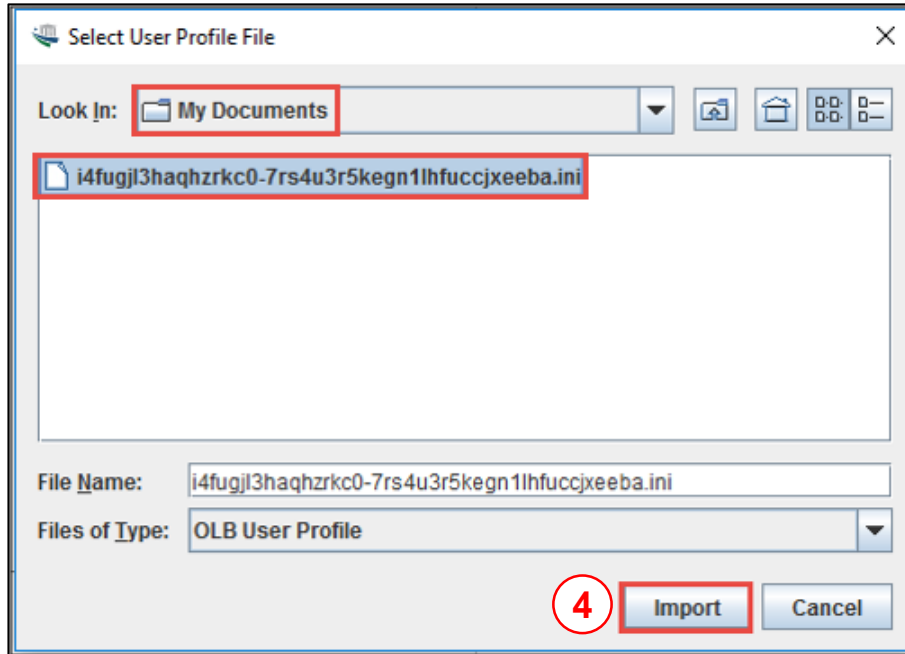 Select User Profile File
Look In: My Documents
i4fugjl3haqhzrkc0-7rs4u3r5kegn1lhfuccjxeeba.ini
File Name: i4fugjl3haqhzrkc0-7rs4u3r5kegn1lhfuccjxeeba.ini
Files of Type: OLB User Profile
4 Import Cancel